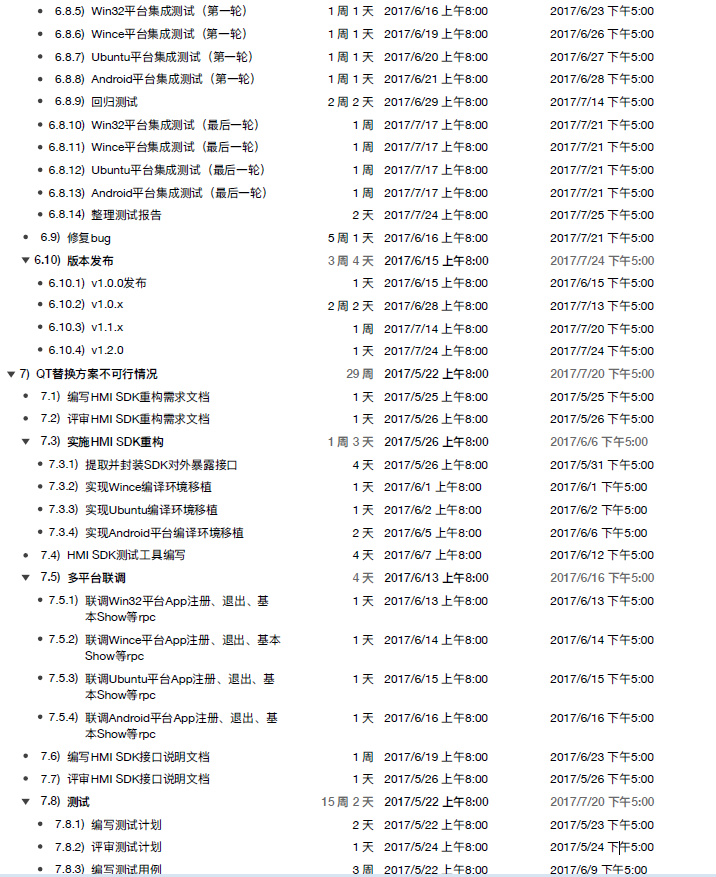 6.8.5) Win32平台集成测试（第一轮） 1 周 1 天 2017/6/16 上午8:00 2017/6/23 下午5:00
6.8.6) Wince平台集成测试（第一轮） 1 周 1 天 2017/6/19 上午8:00 2017/6/26 下午5:00
6.8.7) Ubuntu平台集成测试（第一轮） 1 周 1 天 2017/6/20 上午8:00 2017/6/27 下午5:00
6.8.8) Android平台集成测试（第一轮） 1 周 1 天 2017/6/21 上午8:00 2017/6/28 下午5:00
6.8.9) 回归测试 2 周 2 天 2017/6/29 上午8:00 2017/7/14 下午5:00
6.8.10) Win32平台集成测试（最后一轮） 1 周 2017/7/17 上午8:00 2017/7/21 下午5:00
6.8.11) Wince平台集成测试（最后一轮） 1 周 2017/7/17 上午8:00 2017/7/21 下午5:00
6.8.12) Ubuntu平台集成测试（最后一轮） 1 周 2017/7/17 上午8:00 2017/7/21 下午5:00
6.8.13) Android平台集成测试（最后一轮） 1 周 2017/7/17 上午8:00 2017/7/21 下午5:00
6.8.14) 整理测试报告 2 天 2017/7/24 上午8:00 2017/7/25 下午5:00
6.9) 修复bug 5 周 1 天 2017/6/16 上午8:00 2017/7/21 下午5:00
6.10) 版本发布 3 周 4 天 2017/6/15 上午8:00 2017/7/24 下午5:00
6.10.1) v1.0.0发布 1 天 2017/6/15 上午8:00 2017/6/15 下午5:00
6.10.2) v1.0.x 2 周 2 天 2017/6/28 上午8:00 2017/7/13 下午5:00
6.10.3) v1.1.x 1 周 2017/7/14 上午8:00 2017/7/20 下午5:00
6.10.4) v1.2.0 1 天 2017/7/24 上午8:00 2017/7/24 下午5:00
7) QT替换方案不可行情况 29 周 2017/5/22 上午8:00 2017/7/20 下午5:00
7.1) 编写HMI SDK重构需求文档 1 天 2017/5/25 上午8:00 2017/5/25 下午5:00
7.2) 评审HMI SDK重构需求文档 1 天 2017/5/26 上午8:00 2017/5/26 下午5:00
7.3) 实施HMI SDK重构 1 周 3 天 2017/5/26 上午8:00 2017/6/6 下午5:00
7.3.1) 提取并封装SDK对外暴露接口 4 天 2017/5/26 上午8:00 2017/5/31 下午5:00
7.3.2) 实现Wince编译环境移植 1 天 2017/6/1 上午8:00 2017/6/1 下午5:00
7.3.3) 实现Ubuntu编译环境移植 1 天 2017/6/2 上午8:00 2017/6/2 下午5:00
7.3.4) 实现Android平台编译环境移植 2 天 2017/6/5 上午8:00 2017/6/6 下午5:00
7.4) HMI SDK测试工具编写 4 天 2017/6/7 上午8:00 2017/6/12 下午5:00
7.5) 多平台联调 4 天 2017/6/13 上午8:00 2017/6/16 下午5:00
7.5.1) 联调Win32平台App注册、退出、基 1 天 2017/6/13 上午8:00 2017/6/13 下午5:00
本Show等rpc
7.5.2) 联调Wince平台App注册、退出、基本 1 天 2017/6/14 上午8:00 2017/6/14 下午5:00
Show等rpc
7.5.3) 联调Ubuntu平台App注册、退出、基 1 天 2017/6/15 上午8:00 2017/6/15 下午5:00
本Show等rpc
7.5.4) 联调Android平台App注册、退出、基 1 天 2017/6/16 上午8:00 2017/6/16 下午5:00
本Show等rpc
7.6) 编写HMI SDK接口说明文档 1 周 2017/6/19 上午8:00 2017/6/23 下午5:00
7.7) 评审HMI SDK接口说明文档 1 天 2017/5/26 上午8:00 2017/5/26 下午5:00
7.8) 测试 15 周 2 天 2017/5/22 上午8:00 2017/7/20 下午5:00
7.8.1) 编写测试计划 2 天 2017/5/22 上午8:00 2017/5/23 下午5:00
7.8.2) 评审测试计划 1 天 2017/5/24 上午8:00 2017/5/24 下午5:00
7.8.3) 编写测试用例 3 周 2017/5/22 上午8:00 2017/6/9 下午5:00